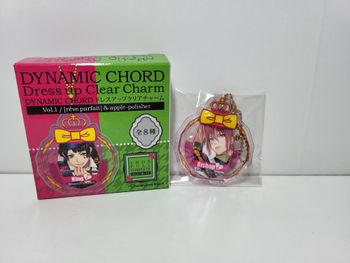 DYNAMIC CHORD
Dress up Clear Charm
DYNAMIC CHORD ドレスアップクリアチャーム
Vol.1 / [rêve parfait] & apple-polisher
全8種
King